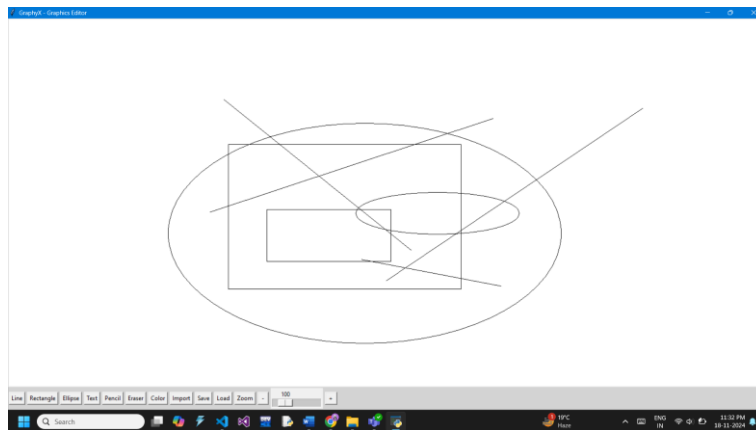 GraphyX - Graphics Editor
Line Rectangle Ellipse Text Pencil Eraser Color Import Save Load Zoom - 100 +
Search 19°C Haze ENG IN 11:32 PM 18-11-2024